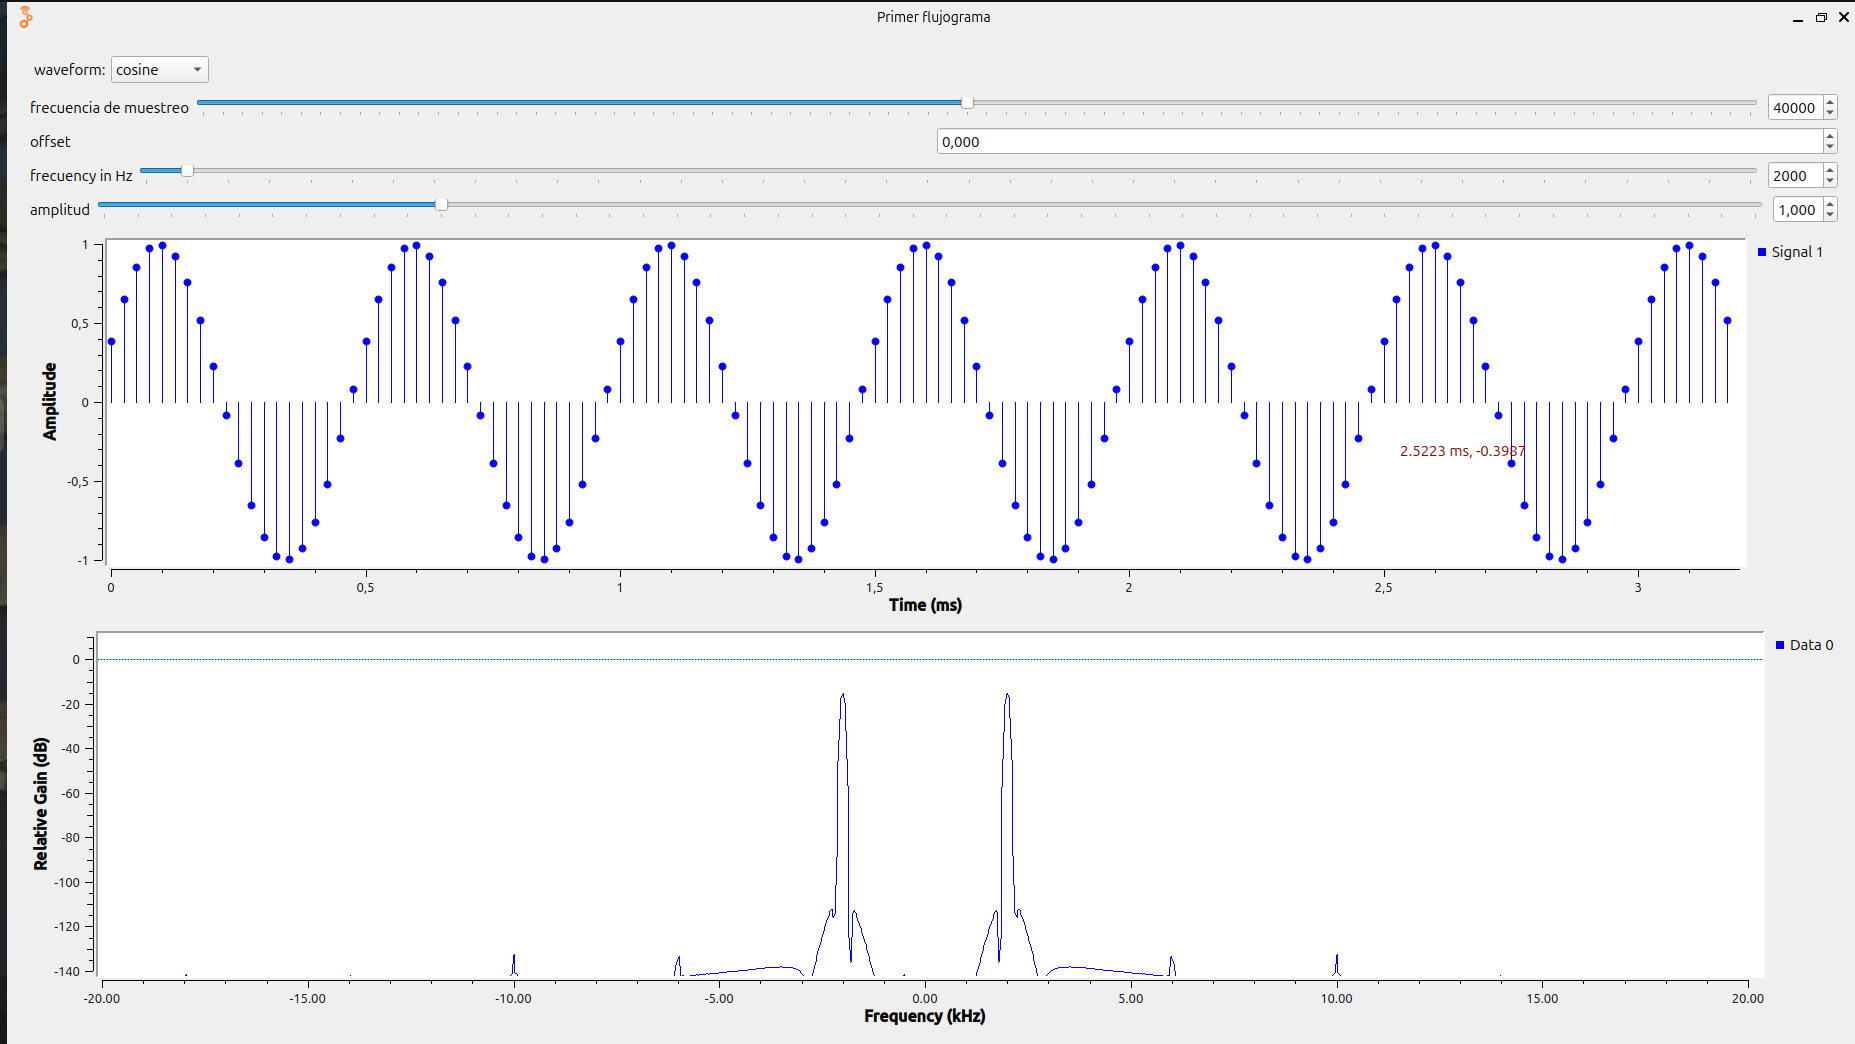 Primer flujograma
waveform: cosine
frecuencia de muestreo 40000
offset 0,000
frecuency in Hz 2000
amplitud 1,000
Signal 1
1
0,5
0
-0,5
-1
Amplitude
2.5223 ms, -0.3987
0 0,5 1 1,5 2 2,5 3
Time (ms)
Data 0
0
-20
-40
-60
-80
-100
-120
-140
Relative Gain (dB)
-20.00 -15.00 -10.00 -5.00 0.00 5.00 10.00 15.00 20.00
Frequency (kHz)